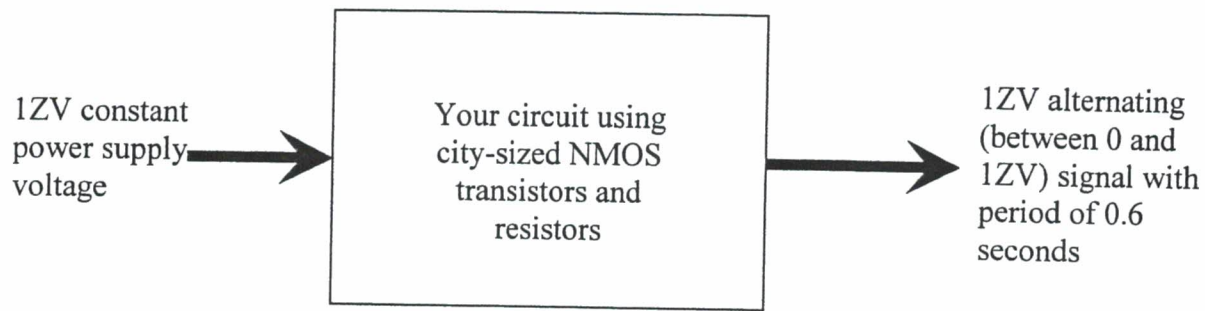 1ZV constant
power supply
voltage
Your circuit using
city-sized NMOS
transistors and
resistors
1ZV alternating
(between 0 and
1ZV) signal with
period of 0.6
seconds